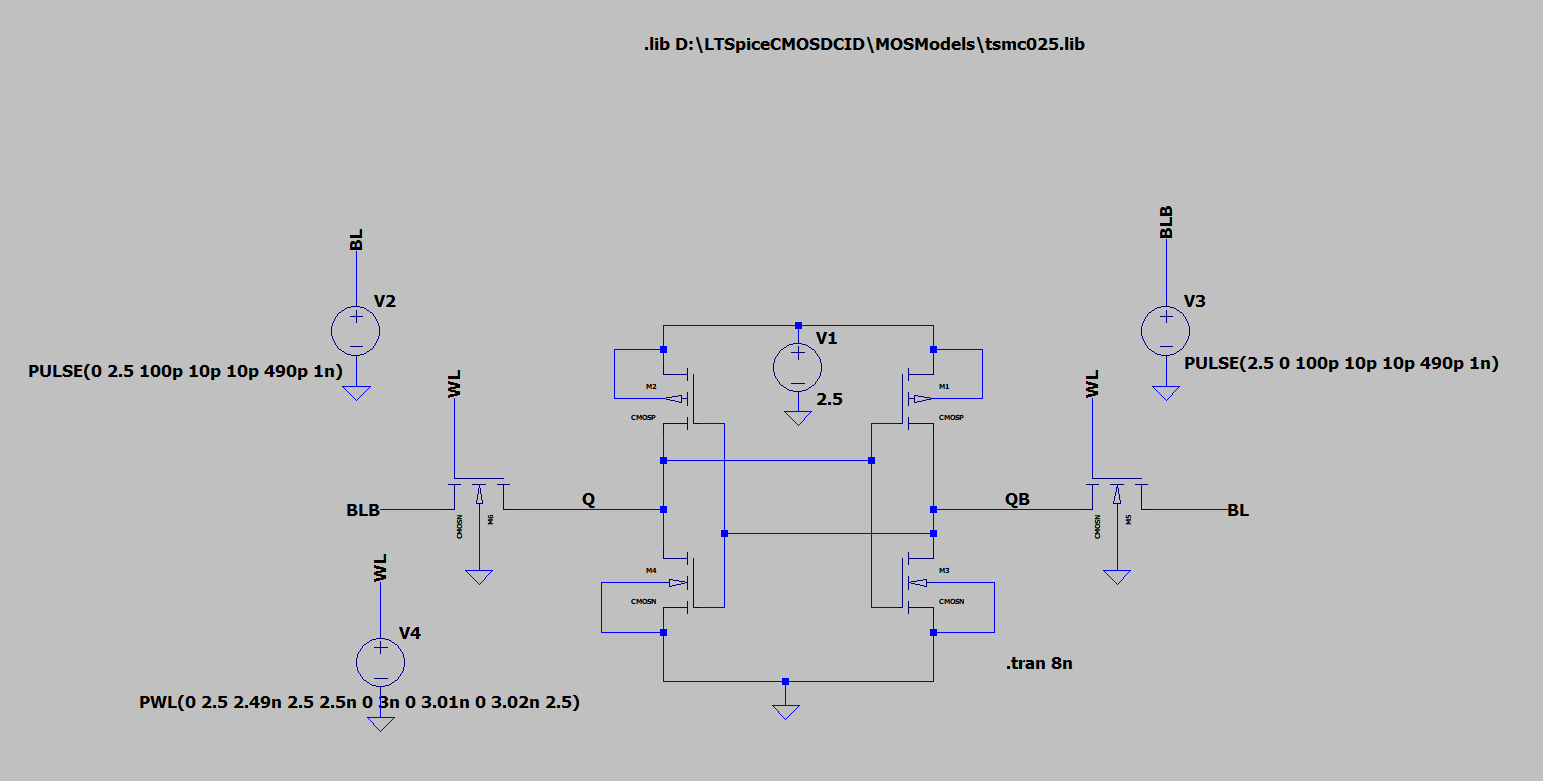 .lib D:\LTSpiceCMOSDCID\MOSModels\tsmc025.lib
BL
BLB
V2
V3
V1
PULSE(0 2.5 100p 10p 10p 490p 1n)
PULSE(2.5 0 100p 10p 10p 490p 1n)
WL
WL
M2
M1
2.5
CMOSP
CMOSP
Q
QB
BLB
BL
CMOSN
M6
CMOSN
M5
WL
M4
M3
CMOSN
CMOSN
V4
.tran 8n
PWL(0 2.5 2.49n 2.5 2.5n 0 3n 0 3.01n 0 3.02n 2.5)